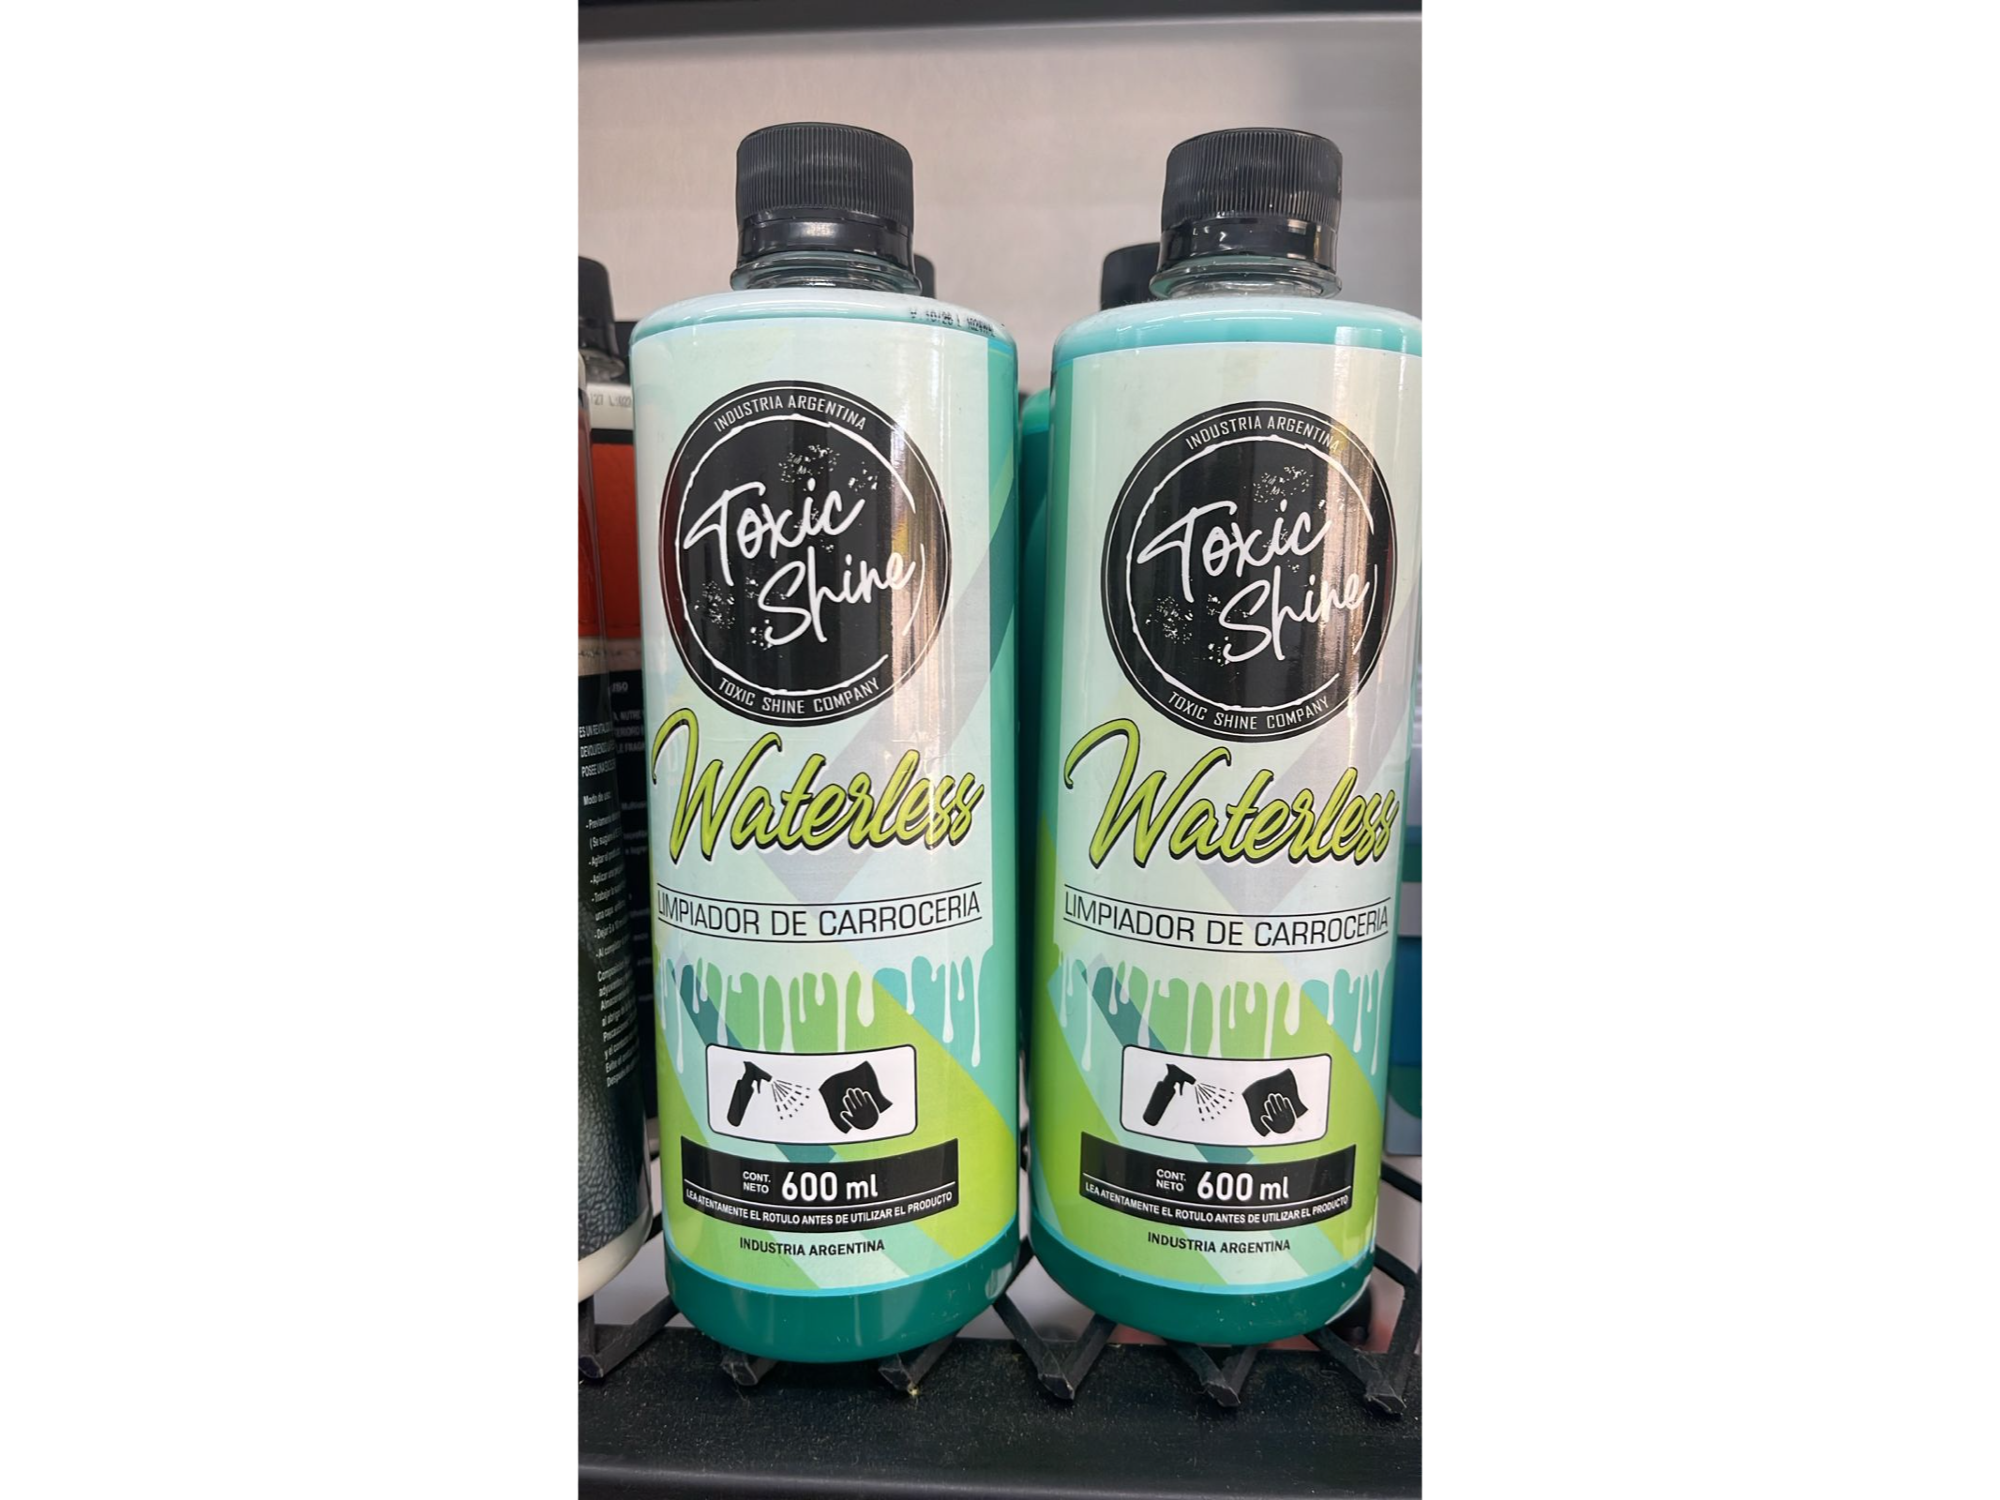 INDUSTRIA ARGENTINA
Toxic
Shine
TOXIC SHINE COMPANY
Waterless
LIMPIADOR DE CARROCERIA
CONT.
NETO
600 ml
LEA ATENTAMENTE EL ROTULO ANTES DE UTILIZAR EL PRODUCTO
INDUSTRIA ARGENTINA
INDUSTRIA ARGENTINA
Toxic
Shine
TOXIC SHINE COMPANY
Waterless
LIMPIADOR DE CARROCERIA
CONT.
NETO
600 ml
LEA ATENTAMENTE EL ROTULO ANTES DE UTILIZAR EL PRODUCTO
INDUSTRIA ARGENTINA